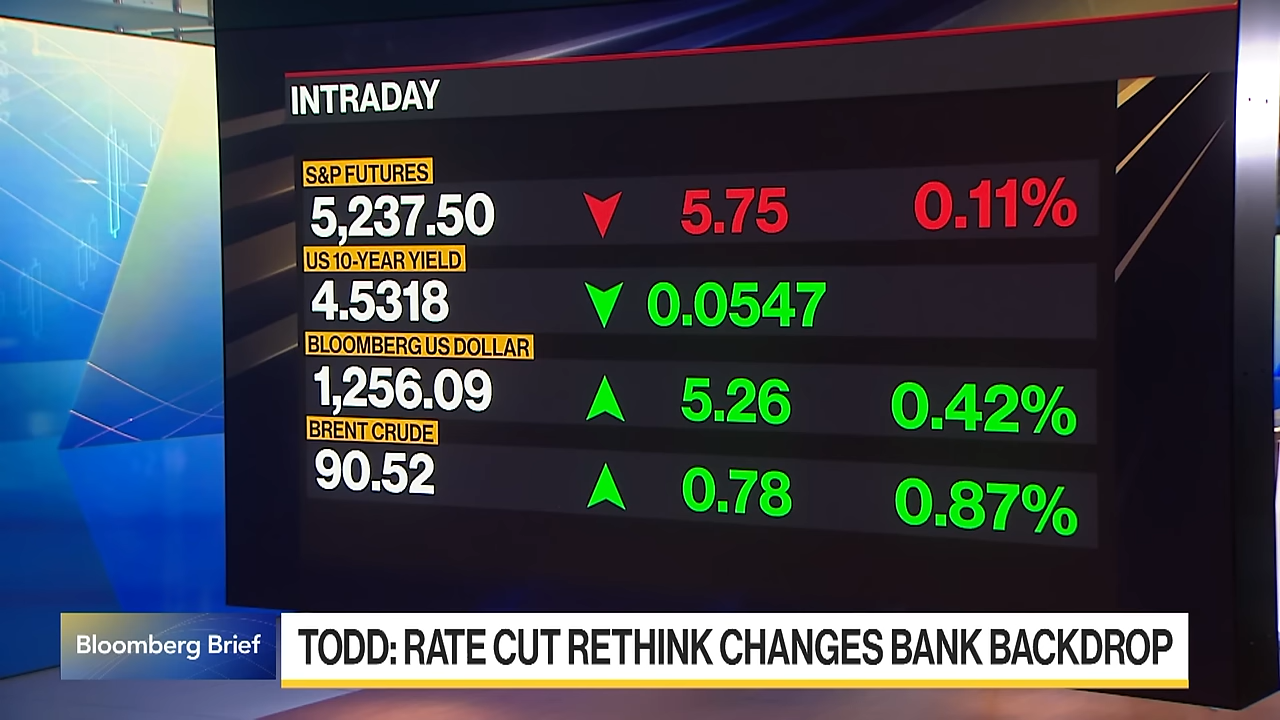 INTRADAY
S&P FUTURES
5,237.50 5.75 0.11%
US 10-YEAR YIELD
4.5318 0.0547
BLOOMBERG US DOLLAR
1,256.09 5.26 0.42%
BRENT CRUDE
90.52 0.78 0.87%
Bloomberg Brief
TODD: RATE CUT RETHINK CHANGES BANK BACKDROP